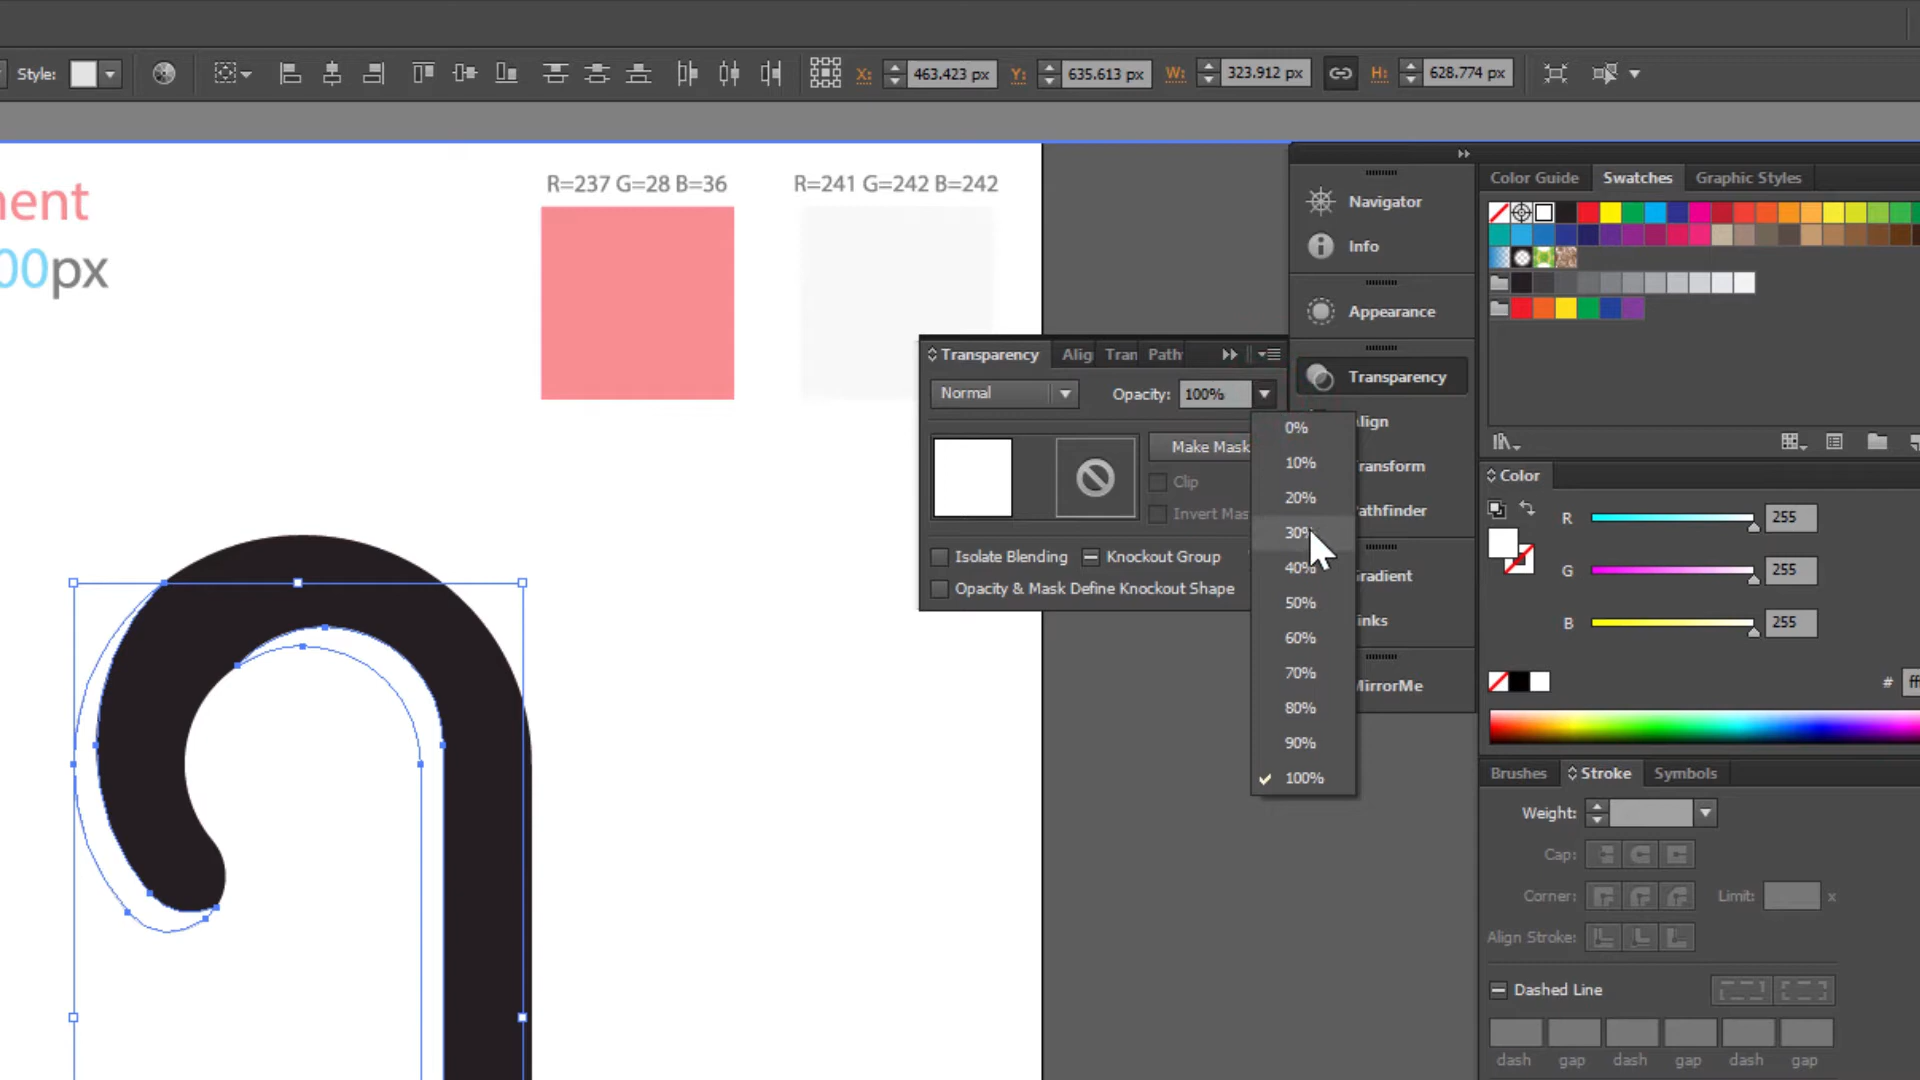 Style:
X: 463.423 px Y: 635.613 px W: 323.912 px H: 628.774 px
nent
00px
R=237 G=28 B=36
R=241 G=242 B=242
Transparency Alig Tran Path
Normal
Opacity: 100%
Make Mask
Clip
Invert Mas
Isolate Blending
Knockout Group
Opacity & Mask Define Knockout Shape
0%
10%
20%
30%
40%
50%
60%
70%
80%
90%
100%
Navigator
Info
Appearance
Transparency
Align
ransform
athfinder
radient
inks
MirrorMe
Color Guide Swatches Graphic Styles
Color
R 255
G 255
B 255
# ff
Brushes Stroke Symbols
Weight:
Cap:
Corner:
Limit: x
Align Stroke:
Dashed Line
dash gap dash gap dash gap